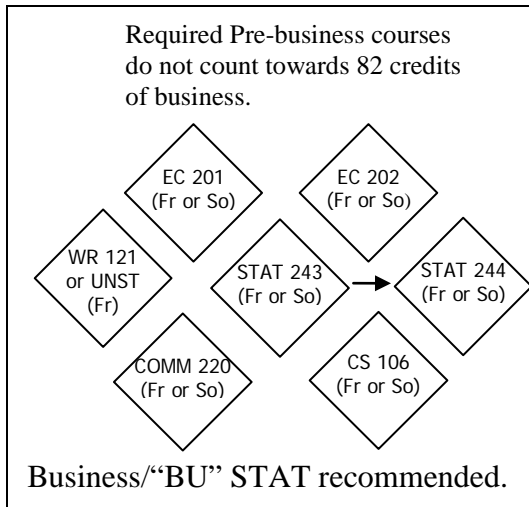 Required Pre-business courses
do not count towards 82 credits
of business.
EC 201
(Fr or So)
EC 202
(Fr or So)
WR 121
or UNST
(Fr)
STAT 243
(Fr or So)
STAT 244
(Fr or So)
COMM 220
(Fr or So)
CS 106
(Fr or So)
Business/“BU” STAT recommended.